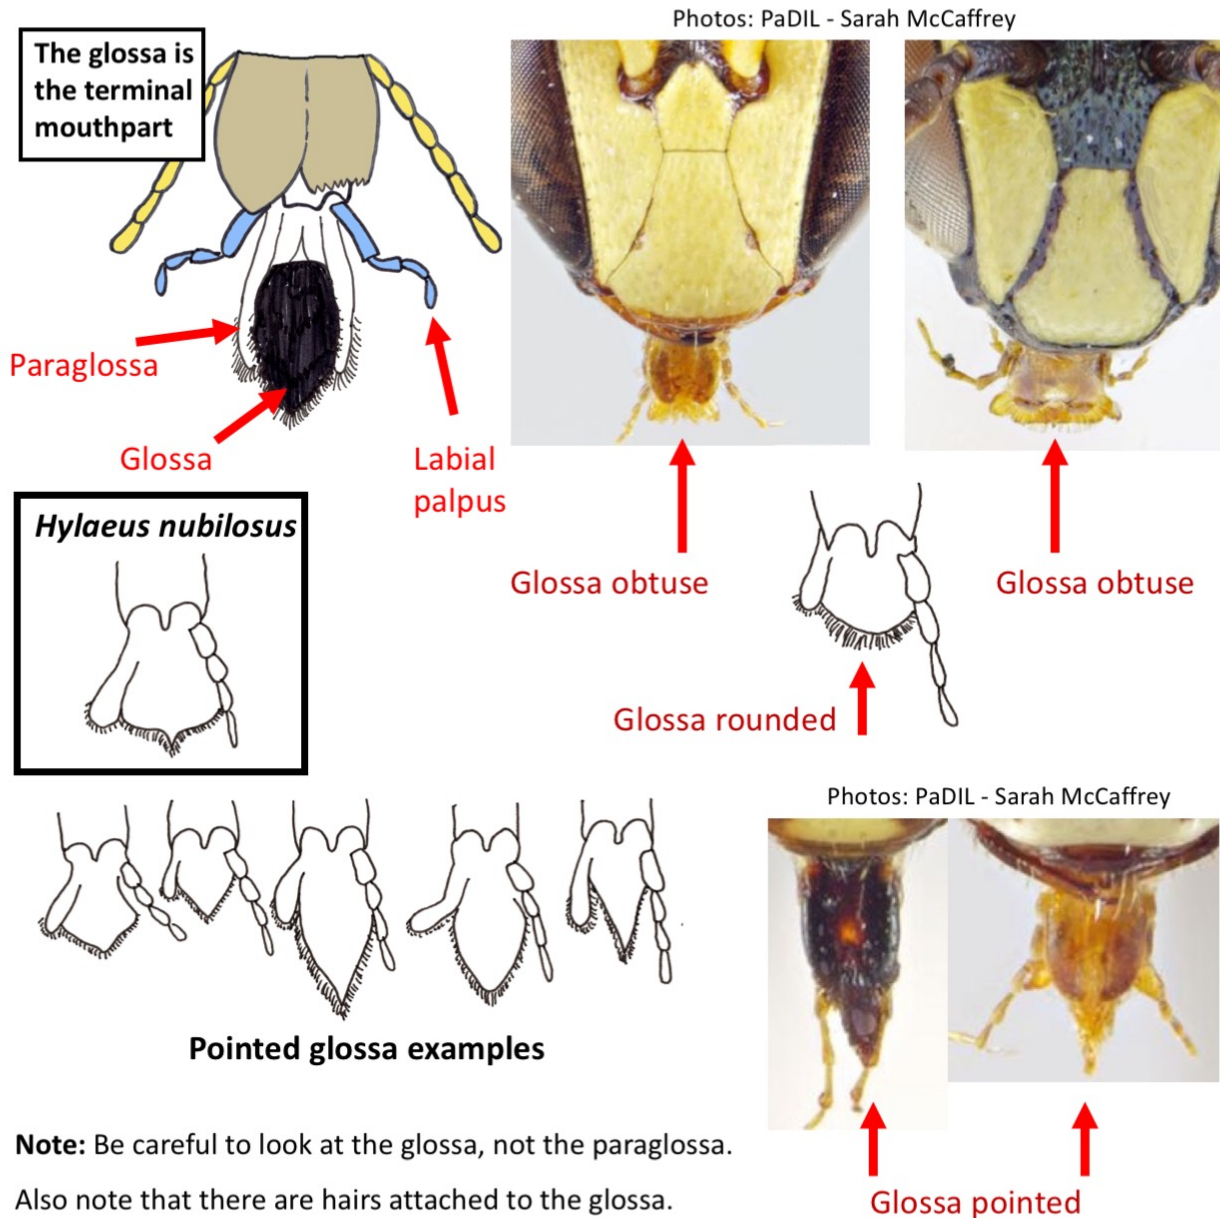 Photos: PaDIL - Sarah McCaffrey
The glossa is
the terminal
mouthpart
Paraglossa
Glossa
Labial
palpus
Hylaeus nubilosus
Glossa obtuse
Glossa obtuse
Glossa rounded
Photos: PaDIL - Sarah McCaffrey
Pointed glossa examples
Note: Be careful to look at the glossa, not the paraglossa.
Also note that there are hairs attached to the glossa.
Glossa pointed